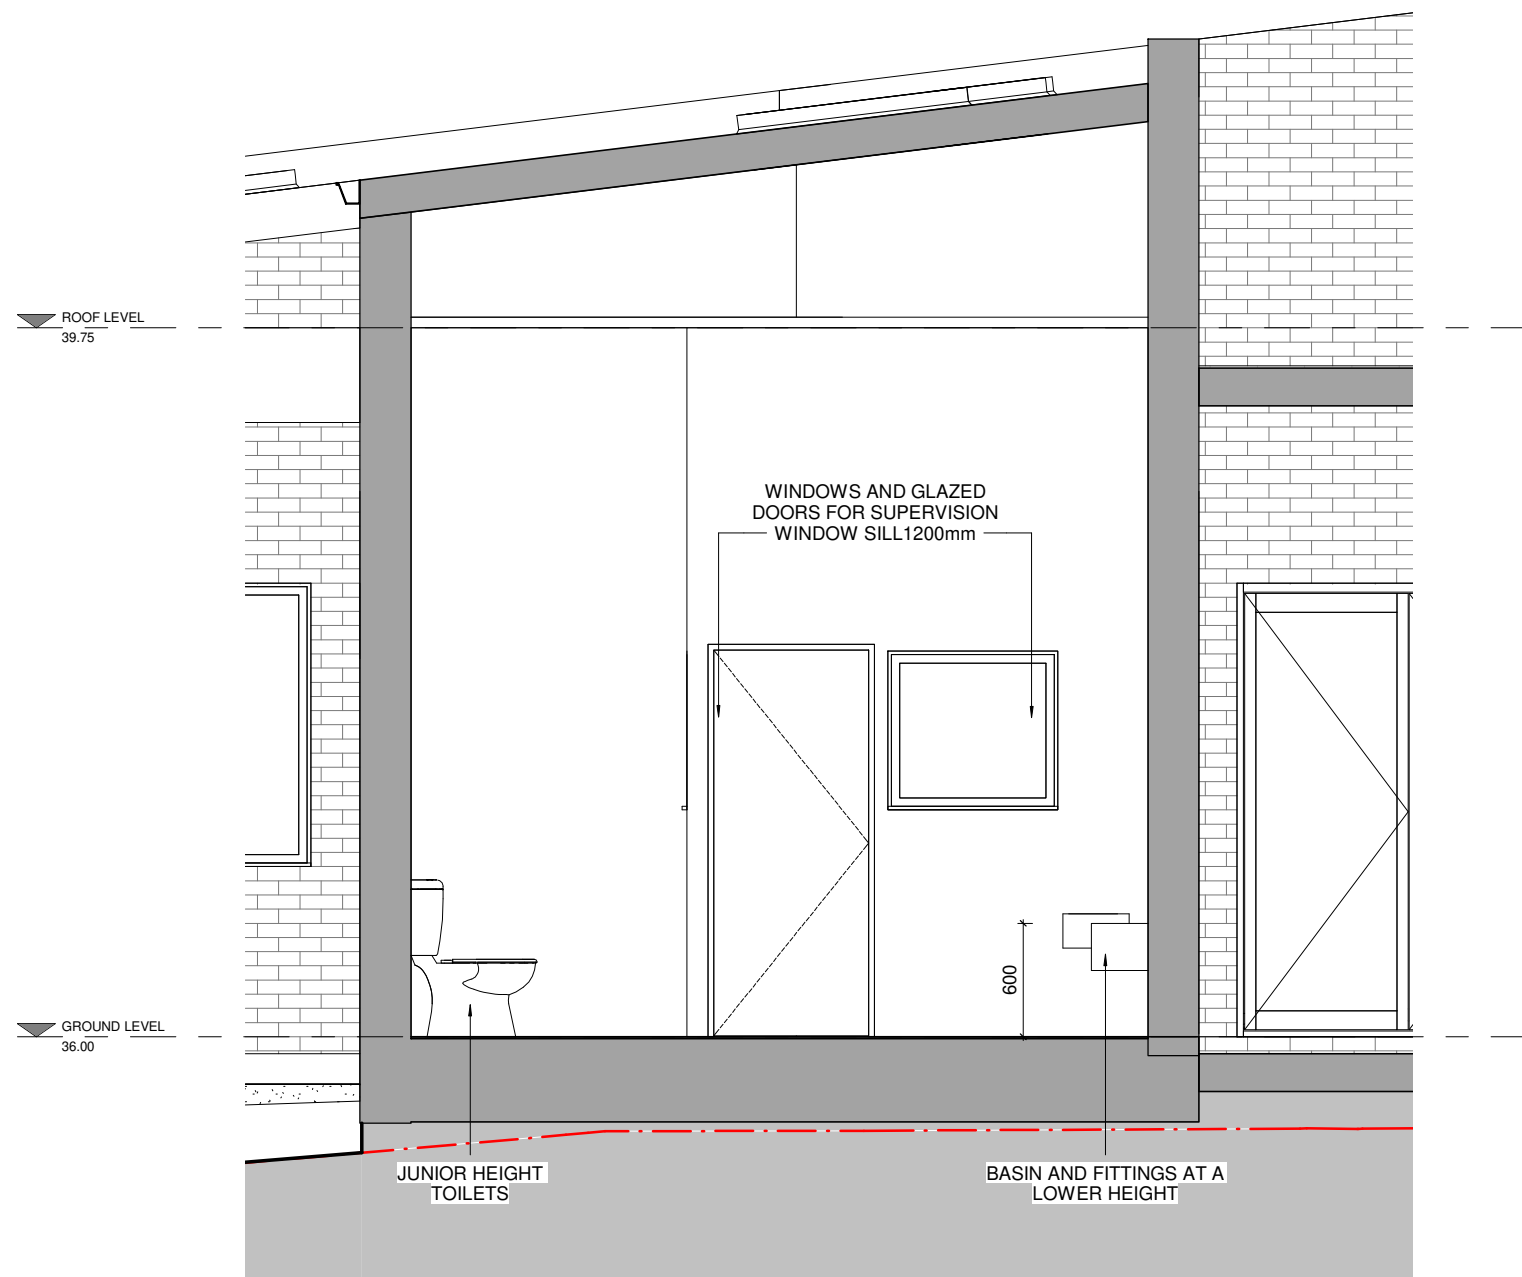 ROOF LEVEL
39.75
WINDOWS AND GLAZED
DOORS FOR SUPERVISION
WINDOW SILL1200mm
600
GROUND LEVEL
36.00
JUNIOR HEIGHT
TOILETS
BASIN AND FITTINGS AT A
LOWER HEIGHT